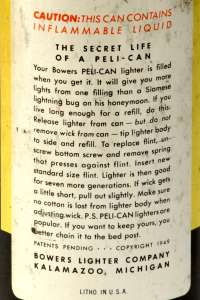 CAUTION: THIS CAN CONTAINS
INFLAMMABLE LIQUID
THE SECRET LIFE
OF A PELI-CAN
Your Bowers PELI-CAN lighter is filled
when you get it. It will give you more
lights from one filling than a Siamese
lightning bug on his honeymoon. If you
live long enough for a refill, do this-
Release lighter from can — but do not
remove wick from can — tip lighter body
to side and refill. To replace flint, un-
screw bottom screw and remove spring
that presses against flint. Insert new
standard size flint. Lighter is then good
for seven more generations. If wick gets
a little short, pull out slightly. Make sure
no cotton is lost from lighter body when
adjusting wick. P.S. PELI-CAN lighters are
popular. If you want to keep yours, you
better chain it to the bed post.
PATENTS PENDING · · · COPYRIGHT 1949
BOWERS LIGHTER COMPANY
KALAMAZOO, MICHIGAN
LITHO IN U.S.A.